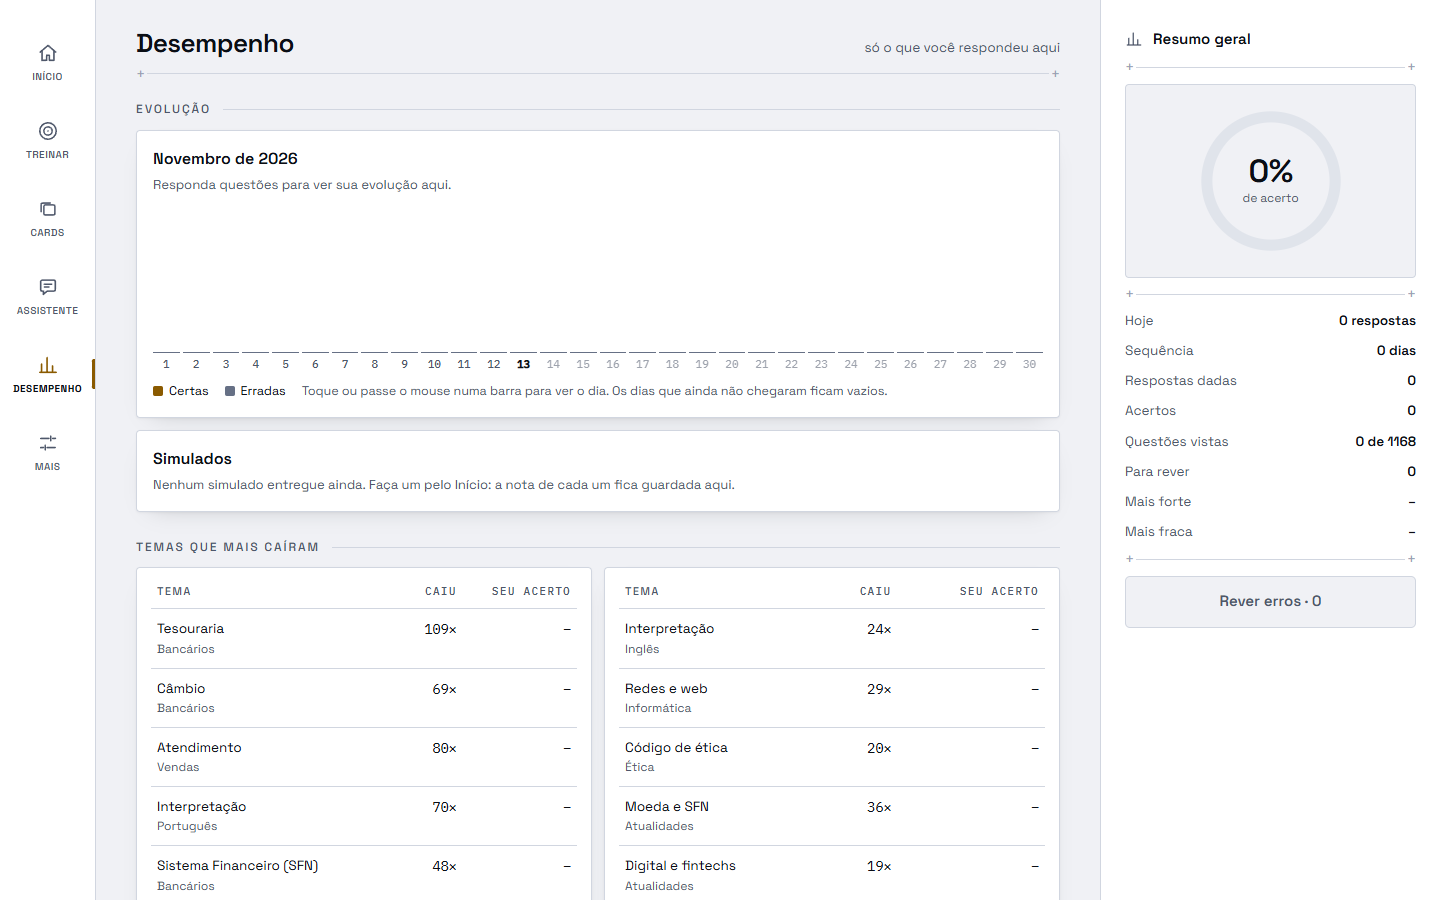 INÍCIO
TREINAR
CARDS
ASSISTENTE
DESEMPENHO
MAIS
Desempenho
só o que você respondeu aqui
EVOLUÇÃO
Novembro de 2026
Responda questões para ver sua evolução aqui.
1 2 3 4 5 6 7 8 9 10 11 12 13 14 15 16 17 18 19 20 21 22 23 24 25 26 27 28 29 30
Certas Erradas Toque ou passe o mouse numa barra para ver o dia. Os dias que ainda não chegaram ficam vazios.
Simulados
Nenhum simulado entregue ainda. Faça um pelo Início: a nota de cada um fica guardada aqui.
TEMAS QUE MAIS CAÍRAM
TEMA CAIU SEU ACERTO
Tesouraria 109× –
Bancários
Câmbio 69× –
Bancários
Atendimento 80× –
Vendas
Interpretação 70× –
Português
Sistema Financeiro (SFN) 48× –
Bancários
TEMA CAIU SEU ACERTO
Interpretação 24× –
Inglês
Redes e web 29× –
Informática
Código de ética 20× –
Ética
Moeda e SFN 36× –
Atualidades
Digital e fintechs 19× –
Atualidades
Resumo geral
0%
de acerto
Hoje 0 respostas
Sequência 0 dias
Respostas dadas 0
Acertos 0
Questões vistas 0 de 1168
Para rever 0
Mais forte –
Mais fraca –
Rever erros · 0